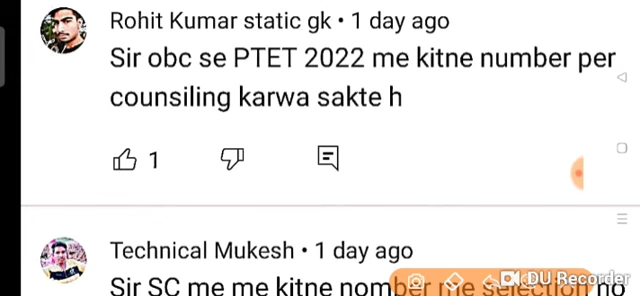 Rohit Kumar static gk • 1 day ago
Sir obc se PTET 2022 me kitne number per
counsiling karwa sakte h
1
Technical Mukesh • 1 day ago
Sir SC me me kitne nomber me selection ho
DU Recorder